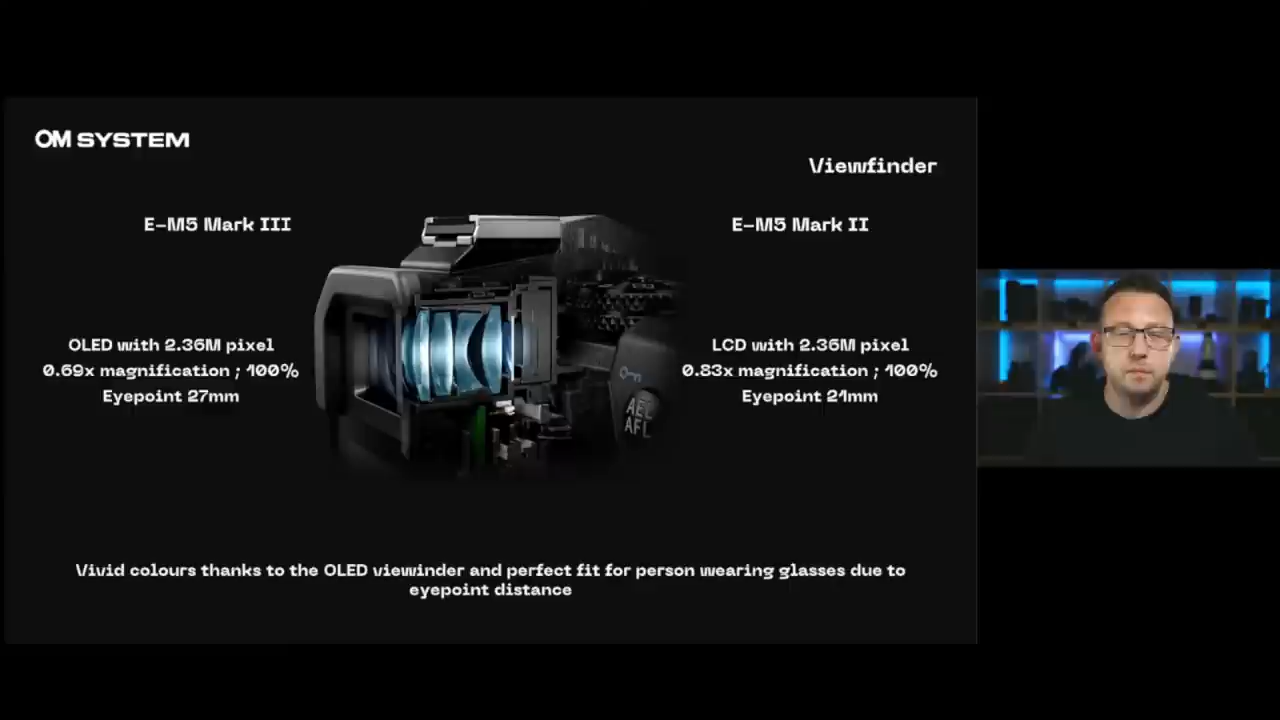 OM SYSTEM
Viewfinder
E-M5 Mark III
E-M5 Mark II
OLED with 2.36M pixel
0.69x magnification ; 100%
Eyepoint 27mm
LCD with 2.36M pixel
0.83x magnification ; 100%
Eyepoint 21mm
AEL
AFL
Vivid colours thanks to the OLED viewinder and perfect fit for person wearing glasses due to
eyepoint distance